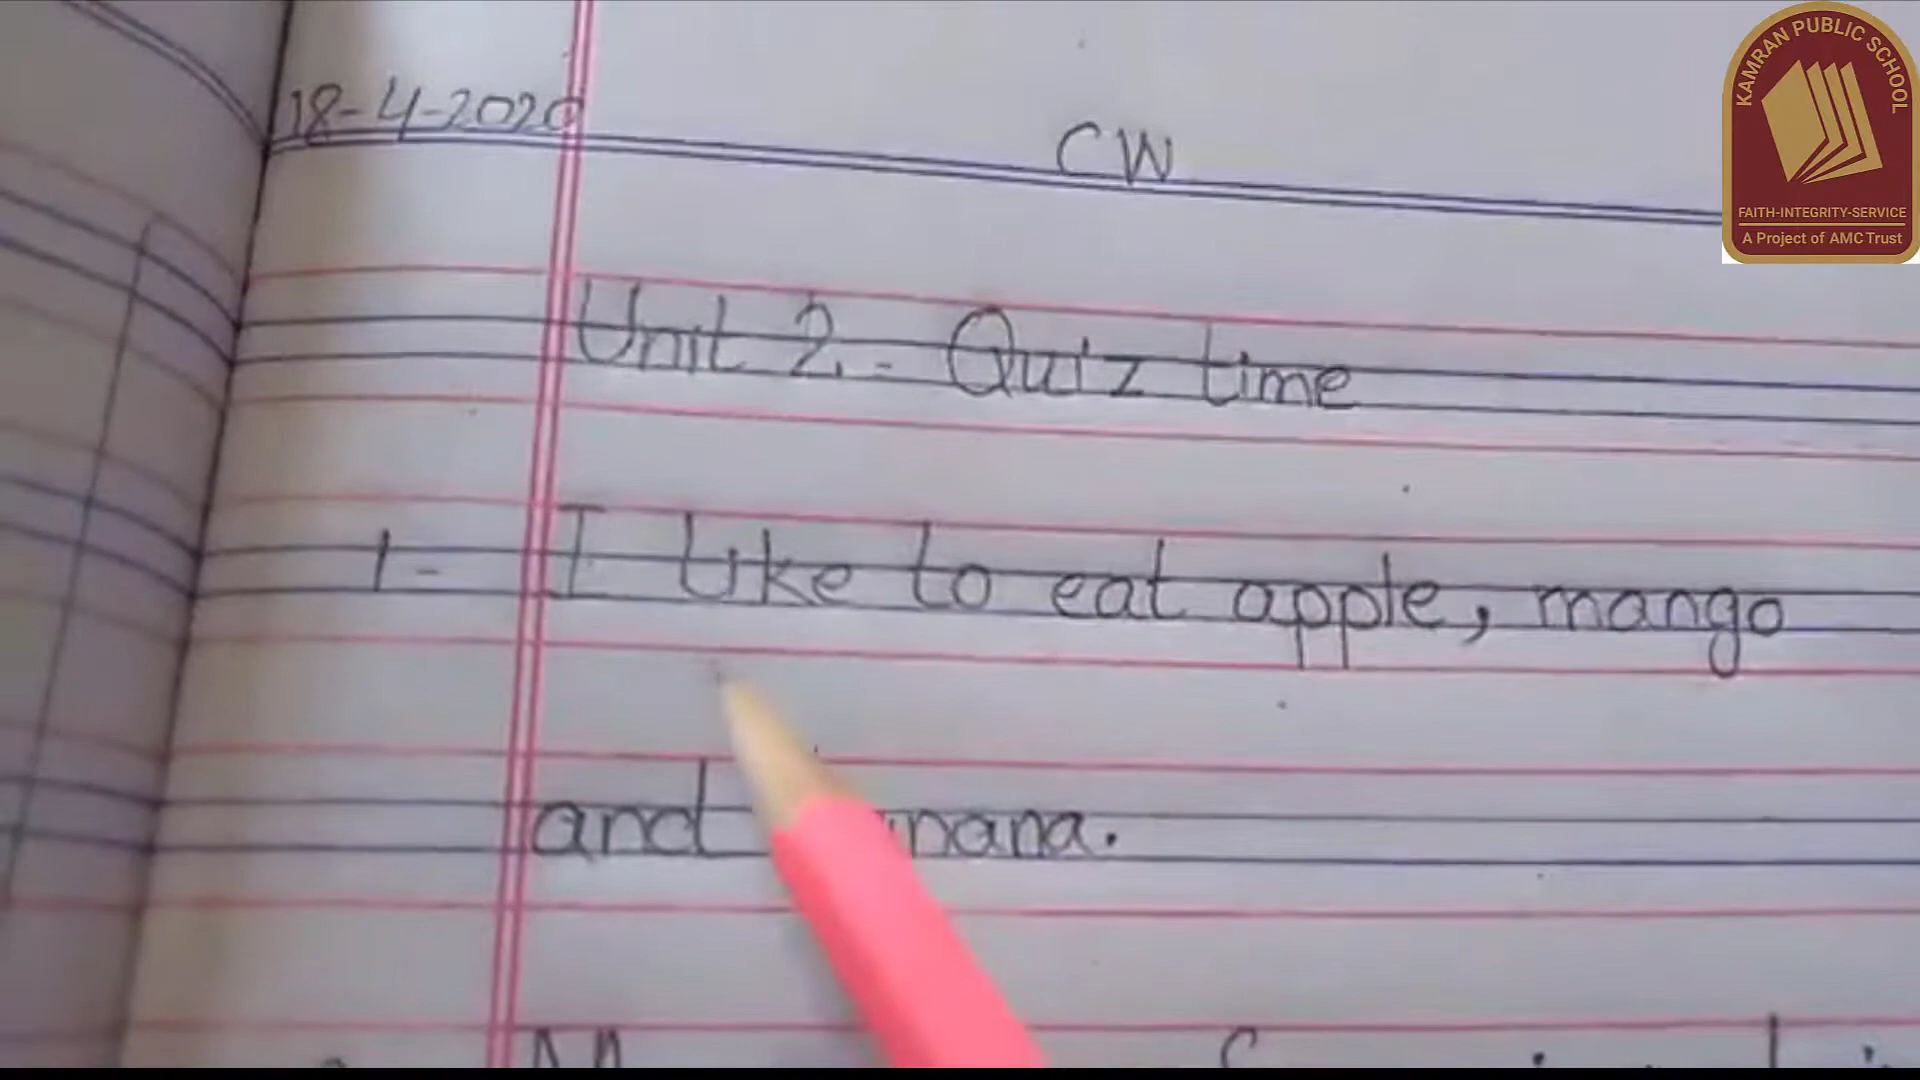 KAMRAN PUBLIC SCHOOL
FAITH-INTEGRITY-SERVICE
A Project of AMC Trust
18-4-2020
CW
Unit 2.- Quiz time
1- I like to eat apple, mango
and